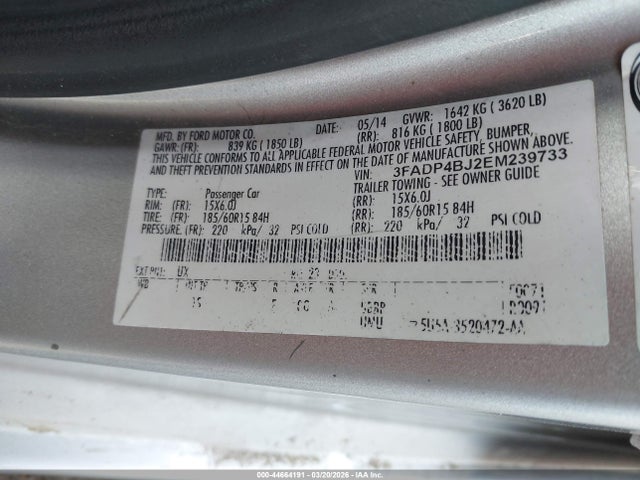 MFD. BY FORD MOTOR CO.
DATE: 05/14 GVWR: 1642 KG ( 3620 LB)
GAWR: (FR): 839 KG ( 1850 LB) (RR): 816 KG ( 1800 LB)
THIS VEHICLE CONFORMS TO ALL APPLICABLE FEDERAL MOTOR VEHICLE SAFETY, BUMPER,
AND THEFT PREVENTION STANDARDS IN EFFECT ON THE DATE OF MANUFACTURE SHOWN ABOVE.
VIN: 3FADP4BJ2EM239733
TYPE: Passenger Car TRAILER TOWING - SEE OWNER GUIDE
RIM: (FR): 15X6.0J (RR): 15X6.0J
TIRE: (FR): 185/60R15 84H (RR): 185/60R15 84H
PRESSURE: (FR): 220 kPa/ 32 PSI COLD (RR): 220 kPa/ 32 PSI COLD
EXT PNT: UX
WB
15
UMU
000-44664191 - 03/20/2026 - IAAI.com